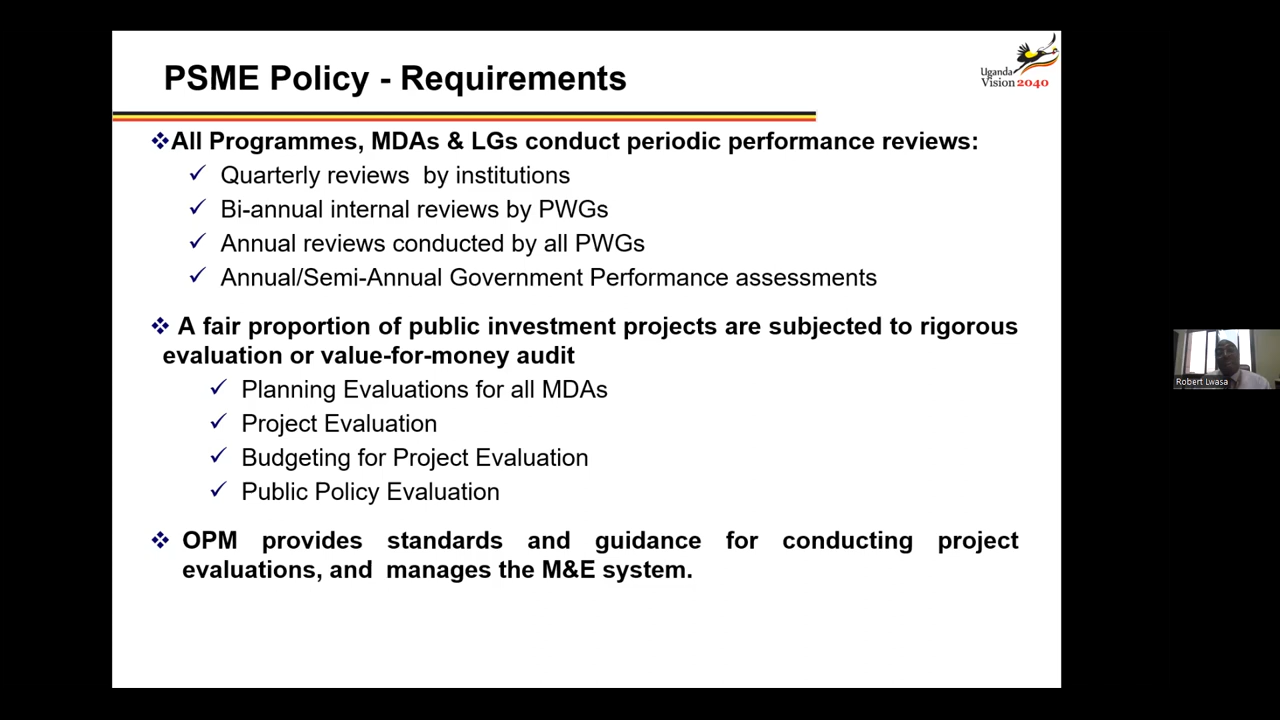 PSME Policy - Requirements
Uganda
Vision 2040
All Programmes, MDAs & LGs conduct periodic performance reviews:
Quarterly reviews by institutions
Bi-annual internal reviews by PWGs
Annual reviews conducted by all PWGs
Annual/Semi-Annual Government Performance assessments
A fair proportion of public investment projects are subjected to rigorous
evaluation or value-for-money audit
Planning Evaluations for all MDAs
Project Evaluation
Budgeting for Project Evaluation
Public Policy Evaluation
OPM provides standards and guidance for conducting project
evaluations, and manages the M&E system.
Robert Lwasa